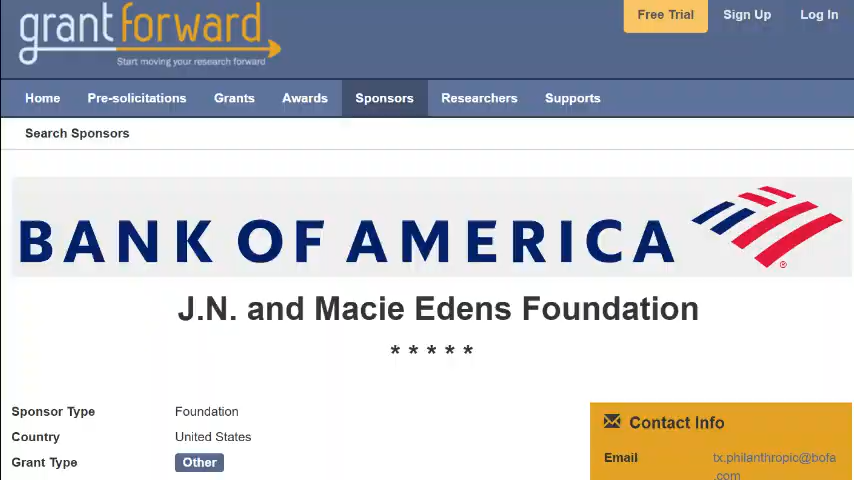 grantforward
Start moving your research forward
Free Trial
Sign Up
Log In
Home
Pre-solicitations
Grants
Awards
Sponsors
Researchers
Supports
Search Sponsors
BANK OF AMERICA
®
J.N. and Macie Edens Foundation
* * * * *
Sponsor Type
Foundation
Country
United States
Grant Type
Other
Contact Info
Email
tx.philanthropic@bofa
.com